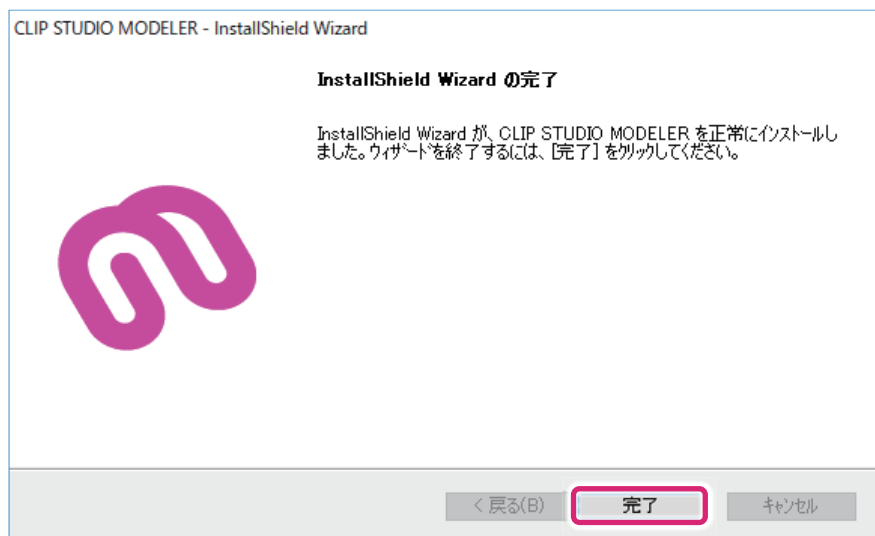 CLIP STUDIO MODELER - InstallShield Wizard
InstallShield Wizard の完了
InstallShield Wizard が、CLIP STUDIO MODELER を正常にインストールし
ました。ウィザードを終了するには、[完了] をクリックしてください。
< 戻る(B)
完了
キャンセル